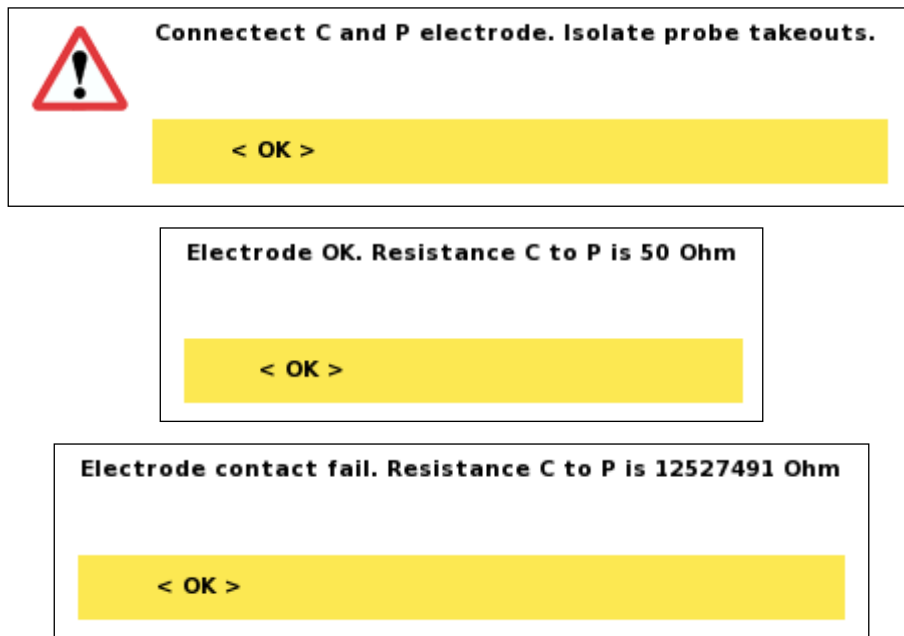 Connectect C and P electrode. Isolate probe takeouts.
< OK >
Electrode OK. Resistance C to P is 50 Ohm
< OK >
Electrode contact fail. Resistance C to P is 12527491 Ohm
< OK >